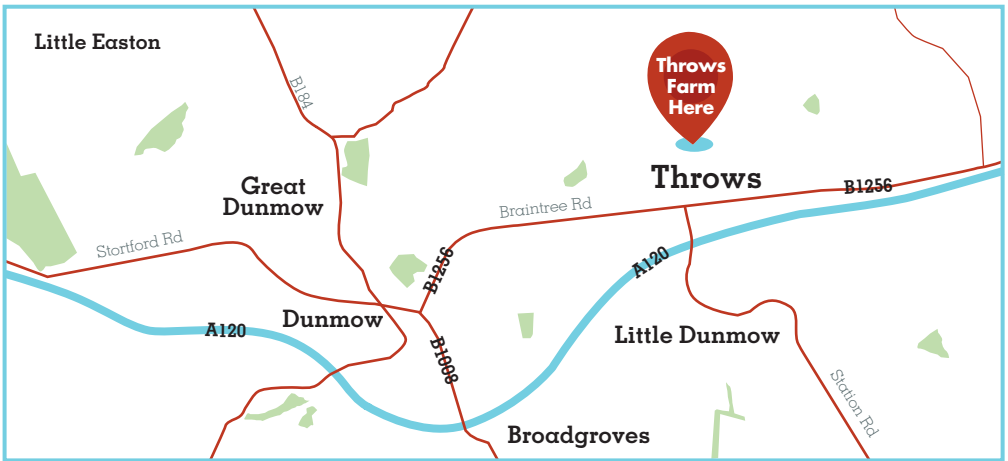 Little Easton
Throws
Farm
Here
B184
Great
Dunmow
Throws
B1256
Braintree Rd
Stortford Rd
B1256
A120
A120
Dunmow
Little Dunmow
B1008
Station Rd
Broadgroves